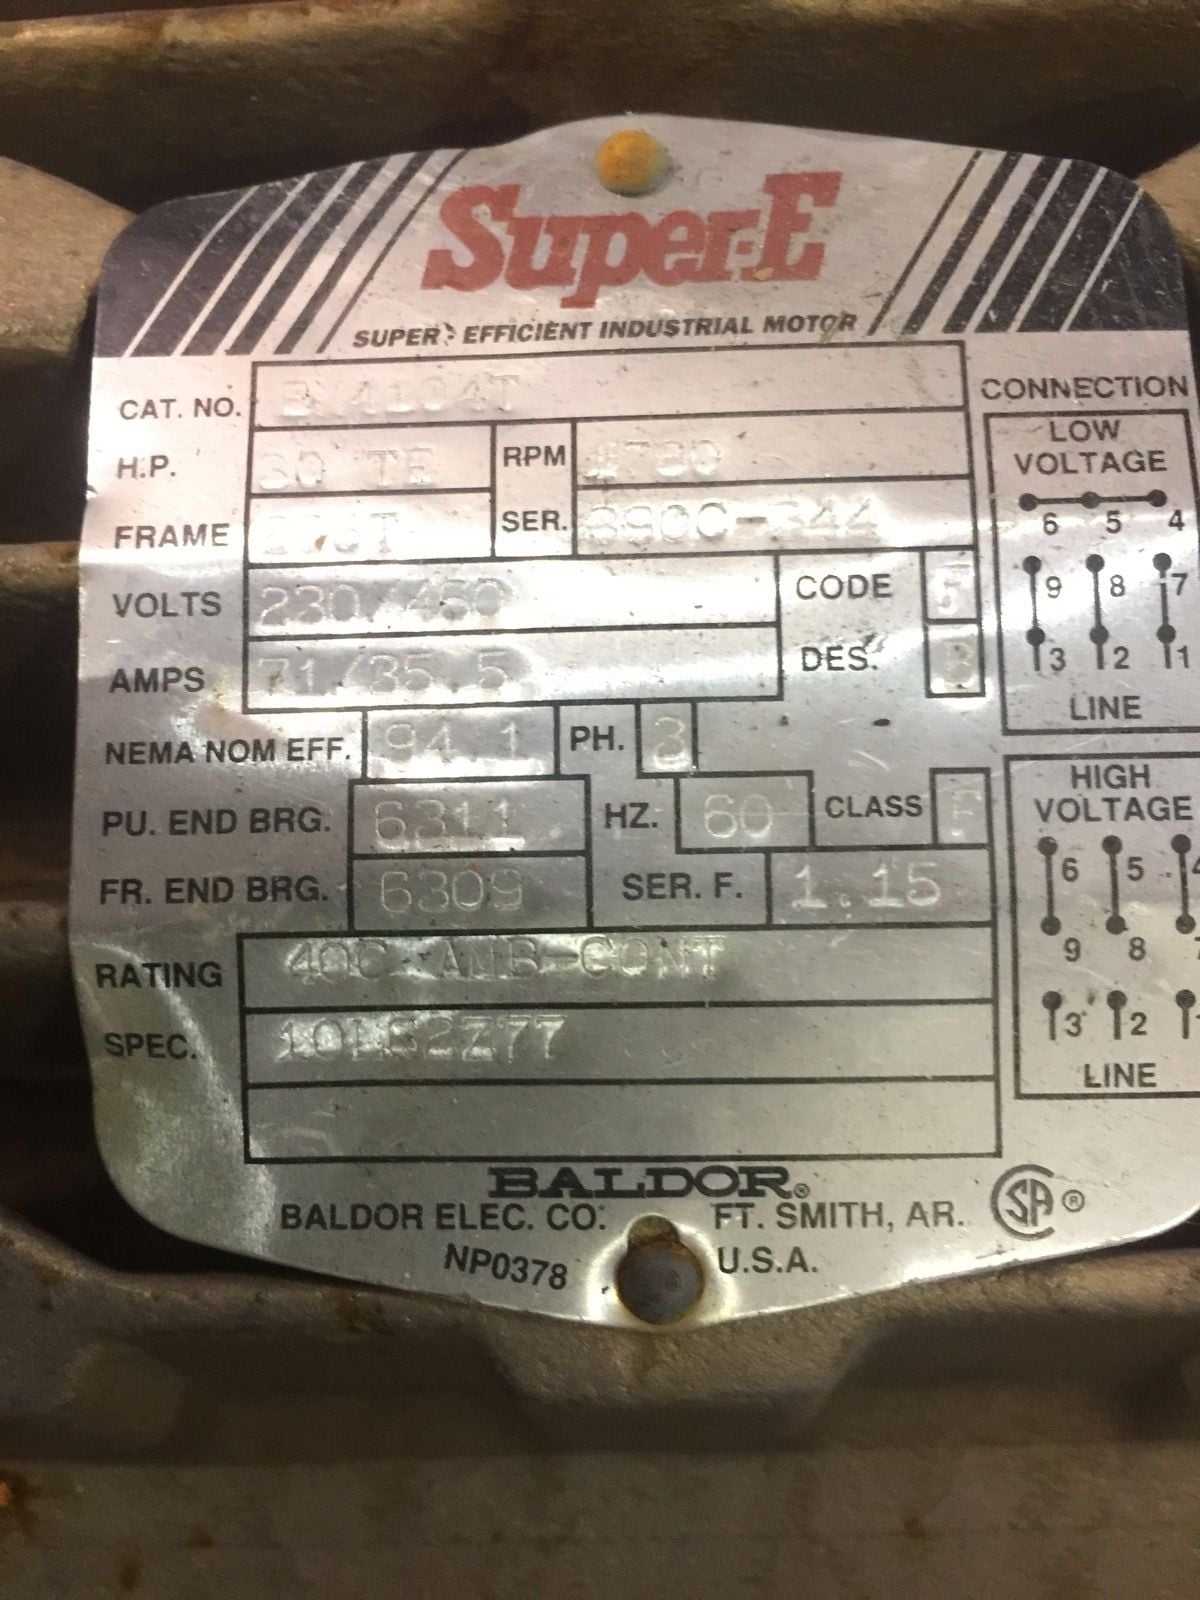 Super-E
SUPER-EFFICIENT INDUSTRIAL MOTOR
CAT. NO.
H.P. 30 TE RPM
FRAME SER.
VOLTS 230/460 CODE
AMPS 71/35.5 DES. B
NEMA NOM EFF. 94.1 PH. 3
PU. END BRG. 6311 HZ. 60 CLASS F
FR. END BRG. 6309 SER. F. 1.15
RATING 40C AMB-CONT
SPEC.
CONNECTION
LOW
VOLTAGE
6 5 4
9 8 7
3 2 1
LINE
HIGH
VOLTAGE
6 5 4
9 8 7
3 2 1
LINE
BALDOR®
BALDOR ELEC. CO. FT. SMITH, AR.
NP0378 U.S.A.
SA ®